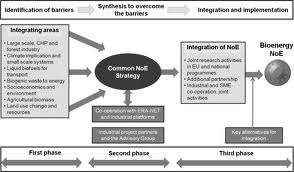 Identification of barriers
Synthesis to overcome
the barriers
Integration and implementation
Integrating areas
• Large scale, CHP and
forest industry
• Climate implication and
small-scale systems
• Liquid biofuels for
transport
• Biogenic waste to energy
• Socioeconomics and
environment
• Agricultural biomass
• Land use change and
resources
Common NoE
Strategy
Co-operation with ERA-NET
and industrial platforms
Industrial project partners
and the Advisory Group
Integration of NoE
• Joint research activities
in EU and national
programmes
• Additional partnership
• Industrial and SME
co-operation, joint
activities
Bioenergy
NoE
Key alternatives for
integration
First phase
Second phase
Third phase